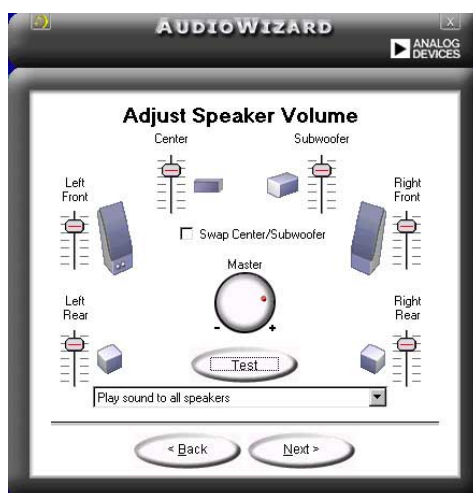 AUDIOWIZARD
X
ANALOG
DEVICES
Adjust Speaker Volume
Center
Subwoofer
Left
Front
Right
Front
Swap Center/Subwoofer
Master
Left
Rear
Right
Rear
- +
Test
Play sound to all speakers
< Back Next >